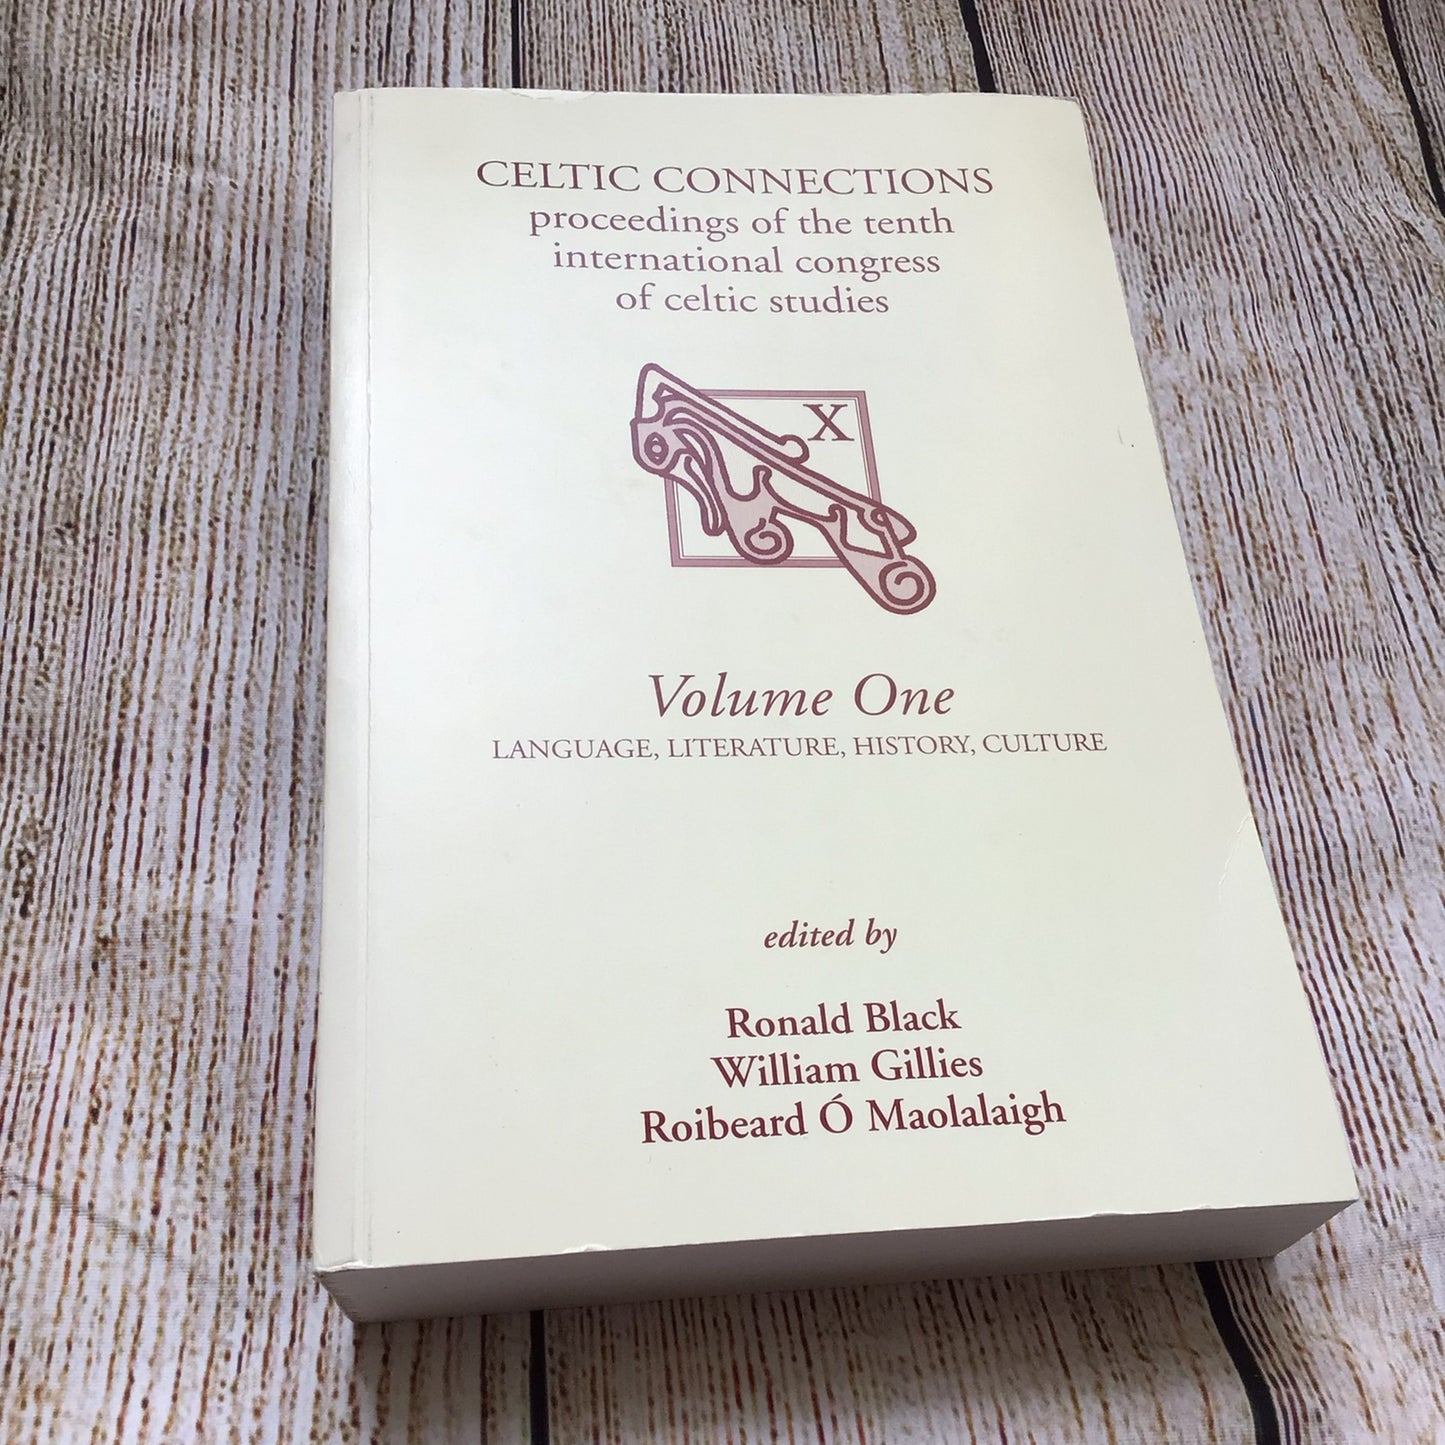 CELTIC CONNECTIONS
proceedings of the tenth
international congress
of celtic studies
X
Volume One
LANGUAGE, LITERATURE, HISTORY, CULTURE
edited by
Ronald Black
William Gillies
Roibeard Ó Maolalaigh